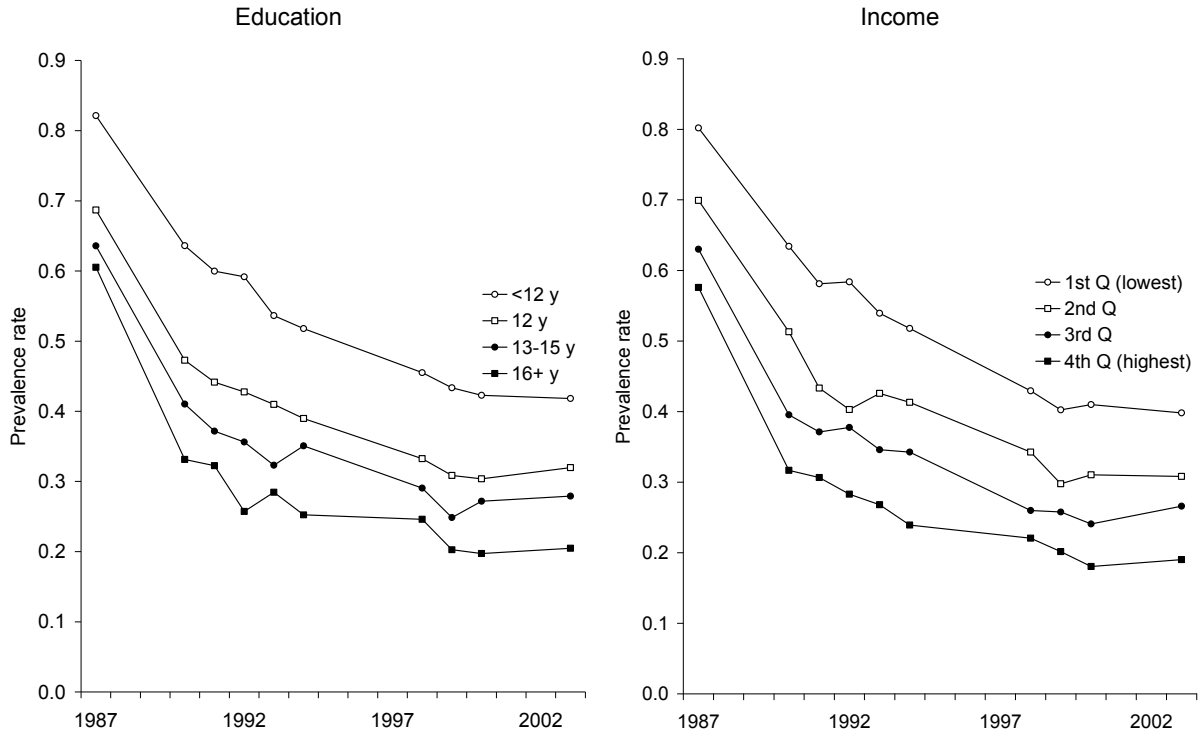 Education
Prevalence rate
0.9
0.8
0.7
0.6
0.5
0.4
0.3
0.2
0.1
0.0
1987
1992
1997
2002
<12 y
12 y
13-15 y
16+ y
Income
Prevalence rate
0.9
0.8
0.7
0.6
0.5
0.4
0.3
0.2
0.1
0.0
1987
1992
1997
2002
1st Q (lowest)
2nd Q
3rd Q
4th Q (highest)